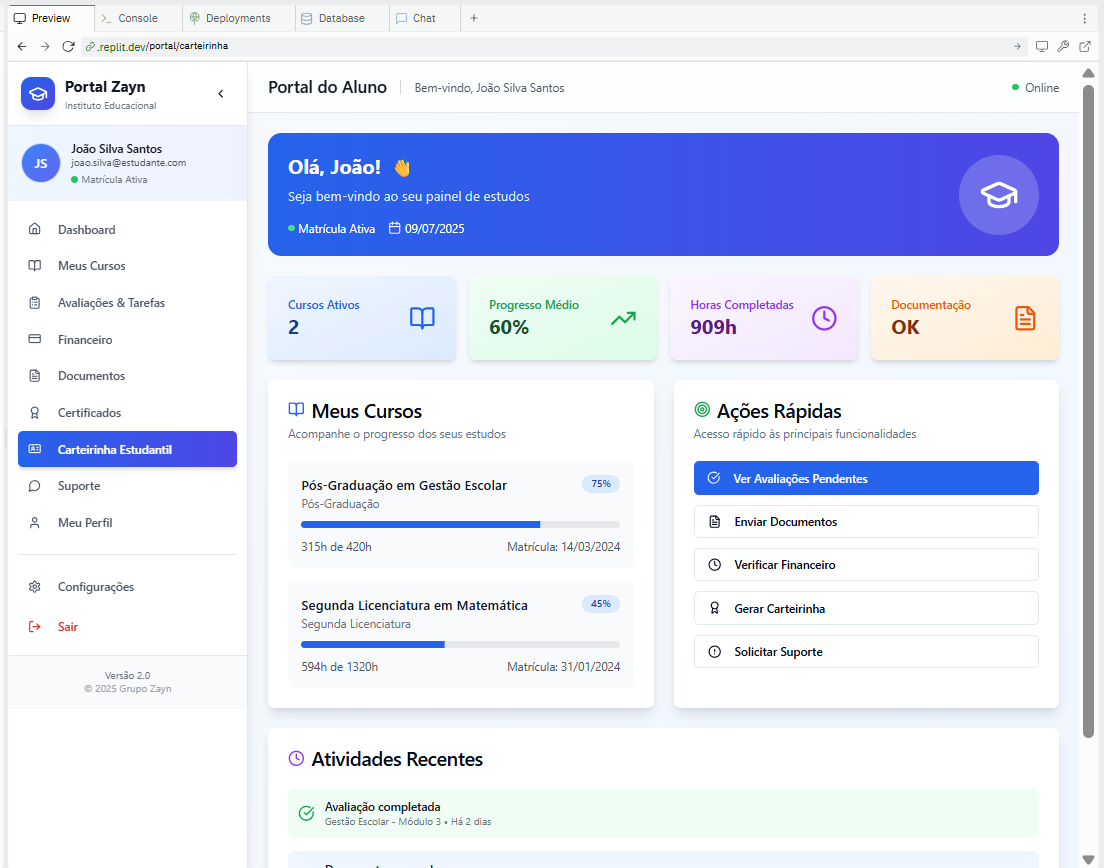 Preview
Console
Deployments
Database
Chat
.replit.dev/portal/carteirinha
Portal Zayn
Instituto Educacional
JS
João Silva Santos
joao.silva@estudante.com
Matrícula Ativa
Dashboard
Meus Cursos
Avaliações & Tarefas
Financeiro
Documentos
Certificados
Carteirinha Estudantil
Suporte
Meu Perfil
Configurações
Sair
Versão 2.0
© 2025 Grupo Zayn
Portal do Aluno
Bem-vindo, João Silva Santos
Online
Olá, João! 👋
Seja bem-vindo ao seu painel de estudos
Matrícula Ativa
09/07/2025
Cursos Ativos
2
Progresso Médio
60%
Horas Completadas
909h
Documentação
OK
Meus Cursos
Acompanhe o progresso dos seus estudos
Pós-Graduação em Gestão Escolar
75%
Pós-Graduação
315h de 420h
Matrícula: 14/03/2024
Segunda Licenciatura em Matemática
45%
Segunda Licenciatura
594h de 1320h
Matrícula: 31/01/2024
Ações Rápidas
Acesso rápido às principais funcionalidades
Ver Avaliações Pendentes
Enviar Documentos
Verificar Financeiro
Gerar Carteirinha
Solicitar Suporte
Atividades Recentes
Avaliação completada
Gestão Escolar - Módulo 3 • Há 2 dias